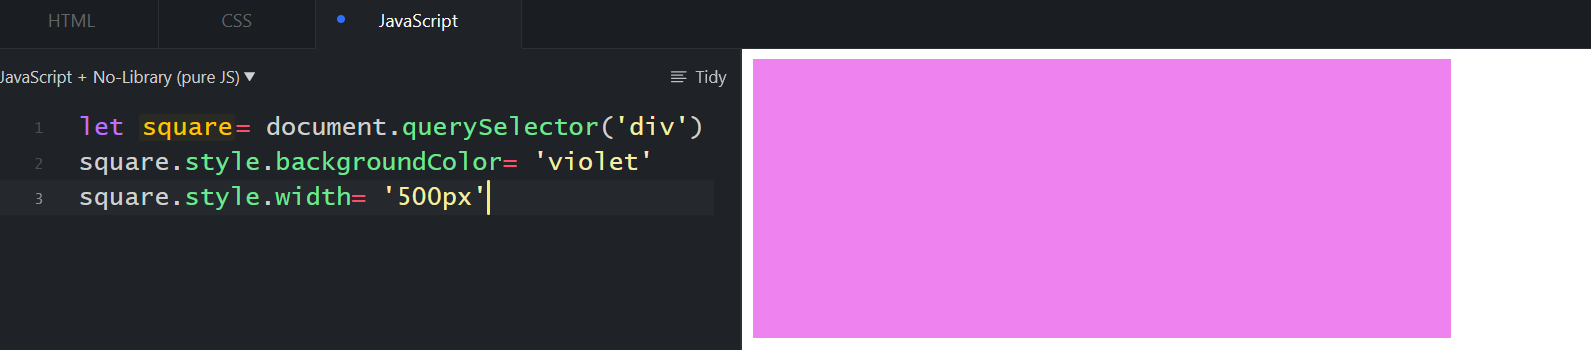 HTML CSS JavaScript
JavaScript + No-Library (pure JS) ▼ Tidy
1 let square= document.querySelector('div')
2 square.style.backgroundColor= 'violet'
3 square.style.width= '500px'